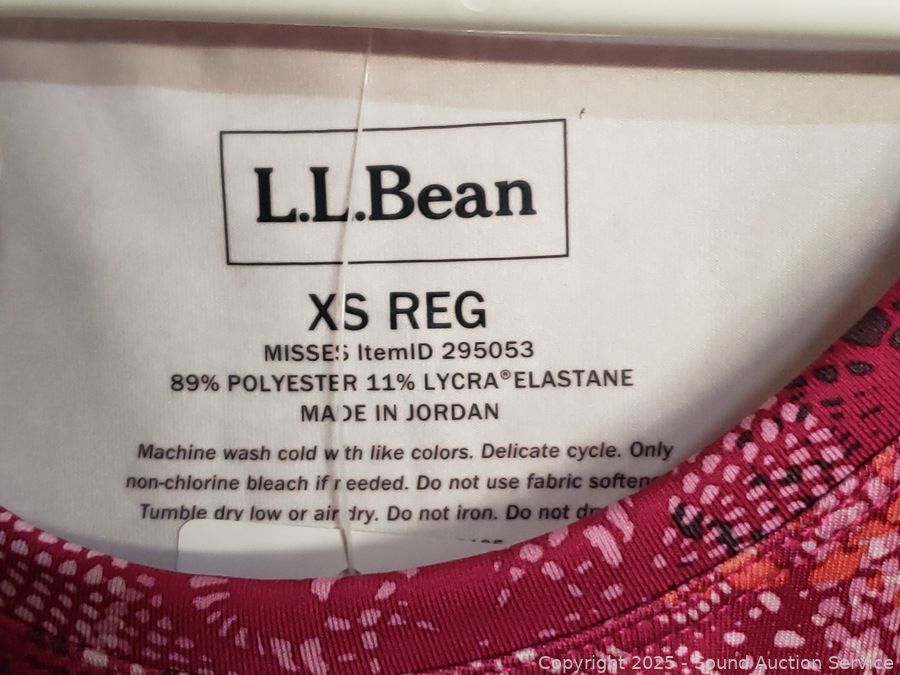 L.L.Bean
XS REG
MISSES ItemID 295053
89% POLYESTER 11% LYCRA® ELASTANE
MADE IN JORDAN
Machine wash cold with like colors. Delicate cycle. Only
non-chlorine bleach if needed. Do not use fabric
Tumble dry low or air dry. Do not iron. Do not
Copyright 2025 - Sound Auction Service